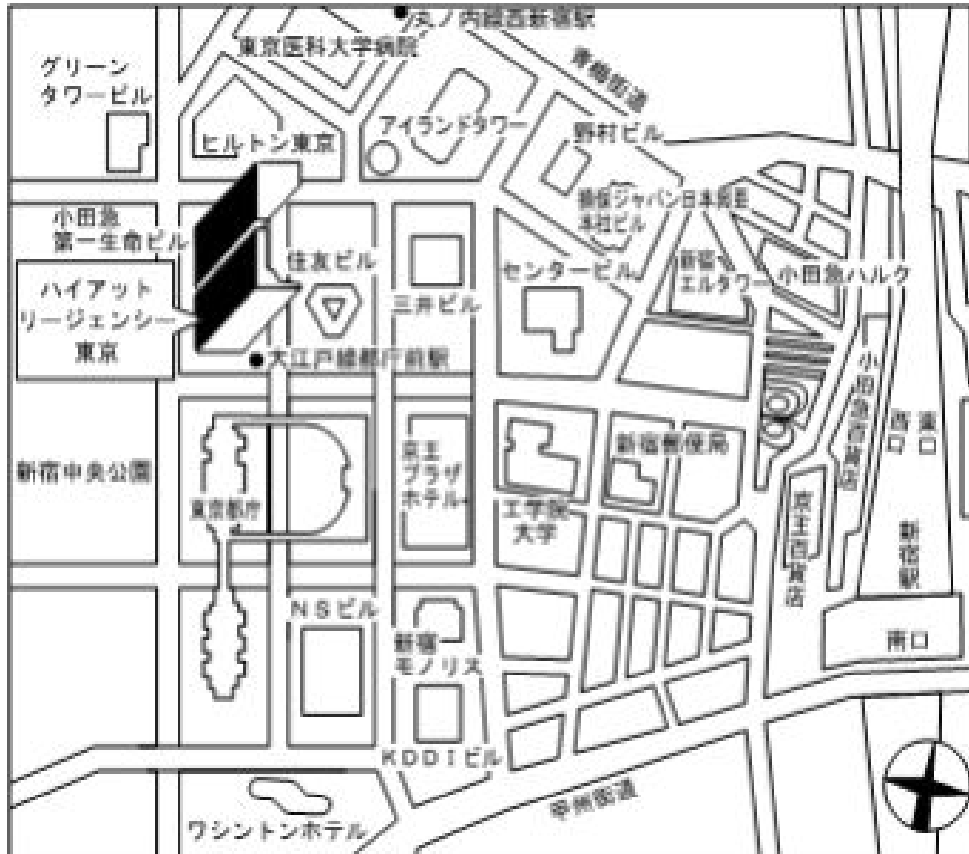 丸ノ内線西新宿駅
東京医科大学病院
青梅街道
グリーン
タワービル
アイランドタワー
ヒルトン東京
野村ビル
損保ジャパン日本興亜
本社ビル
小田急
第一生命ビル
住友ビル
センタービル
新宿
エルタワー
小田急ハルク
ハイアット
リージェンシー
東京
三井ビル
大江戸線都庁前駅
小田急百貨店
西口
東口
新宿中央公園
京王
プラザ
ホテル
新宿郵便局
東京都庁
工学院
大学
京王百貨店
新宿駅
NSビル
新宿
モノリス
南口
KDDIビル
甲州街道
ワシントンホテル